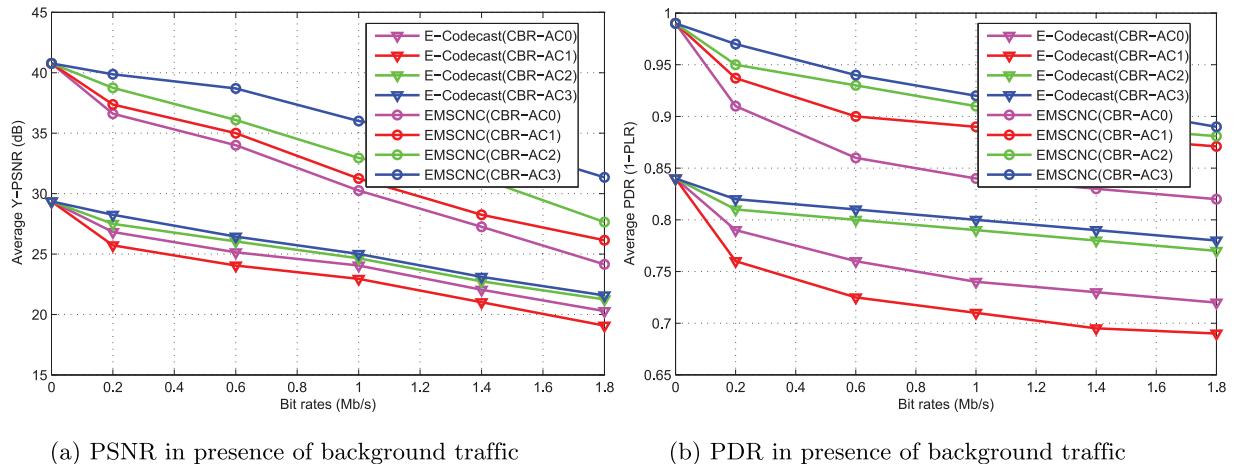 45
40
35
30
25
20
15
Average Y−PSNR (dB)
0 0.2 0.4 0.6 0.8 1 1.2 1.4 1.6 1.8
Bit rates (Mb/s)
E−Codecast(CBR−AC0)
E−Codecast(CBR−AC1)
E−Codecast(CBR−AC2)
E−Codecast(CBR−AC3)
EMSCNC(CBR−AC0)
EMSCNC(CBR−AC1)
EMSCNC(CBR−AC2)
EMSCNC(CBR−AC3)
(a) PSNR in presence of background traffic
1
0.95
0.9
0.85
0.8
0.75
0.7
0.65
Average PDR (1−PLR)
0 0.2 0.4 0.6 0.8 1 1.2 1.4 1.6 1.8
Bit rates (Mb/s)
E−Codecast(CBR−AC0)
E−Codecast(CBR−AC1)
E−Codecast(CBR−AC2)
E−Codecast(CBR−AC3)
EMSCNC(CBR−AC0)
EMSCNC(CBR−AC1)
EMSCNC(CBR−AC2)
EMSCNC(CBR−AC3)
(b) PDR in presence of background traffic